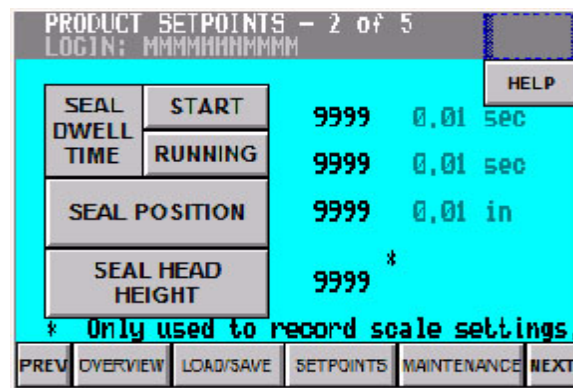 PRODUCT SETPOINTS – 2 of 5
LOGIN: MMMMMMMMMMM
HELP
SEAL DWELL TIME START 9999 0.01 sec
RUNNING 9999 0.01 sec
SEAL POSITION 9999 0.01 in
SEAL HEAD HEIGHT 9999 *
* Only used to record scale settings
PREV OVERVIEW LOAD/SAVE SETPOINTS MAINTENANCE NEXT